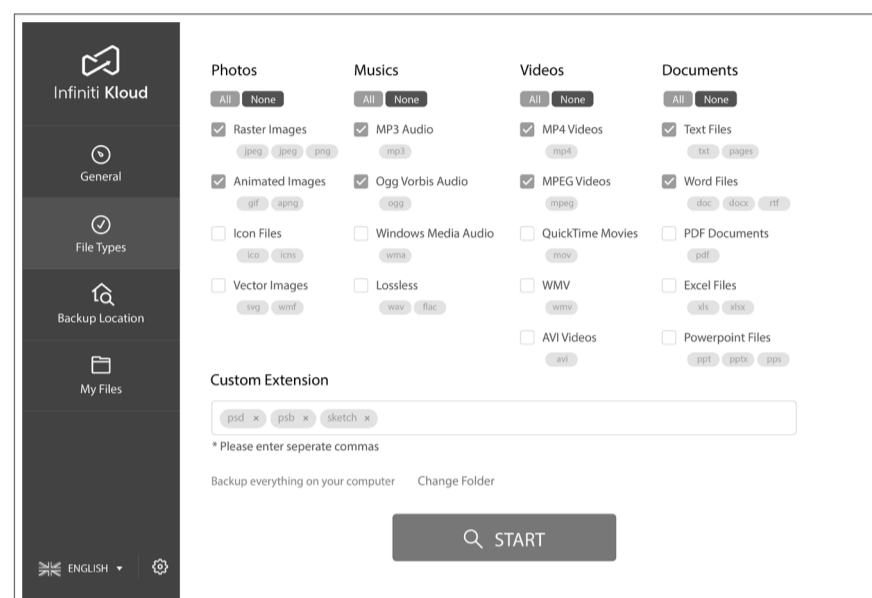 Infiniti Kloud
General
File Types
Backup Location
My Files
ENGLISH
Photos
All None
Raster Images
jpeg jpeg png
Animated Images
gif apng
Icon Files
ico icns
Vector Images
svg wmf
Musics
All None
MP3 Audio
mp3
Ogg Vorbis Audio
ogg
Windows Media Audio
wma
Lossless
wav flac
Videos
All None
MP4 Videos
mp4
MPEG Videos
mpeg
QuickTime Movies
mov
WMV
wmv
AVI Videos
avi
Documents
All None
Text Files
txt pages
Word Files
doc docx rtf
PDF Documents
pdf
Excel Files
xls xlsx
Powerpoint Files
ppt pptx pps
Custom Extension
psd × psb × sketch ×
* Please enter seperate commas
Backup everything on your computer Change Folder
START